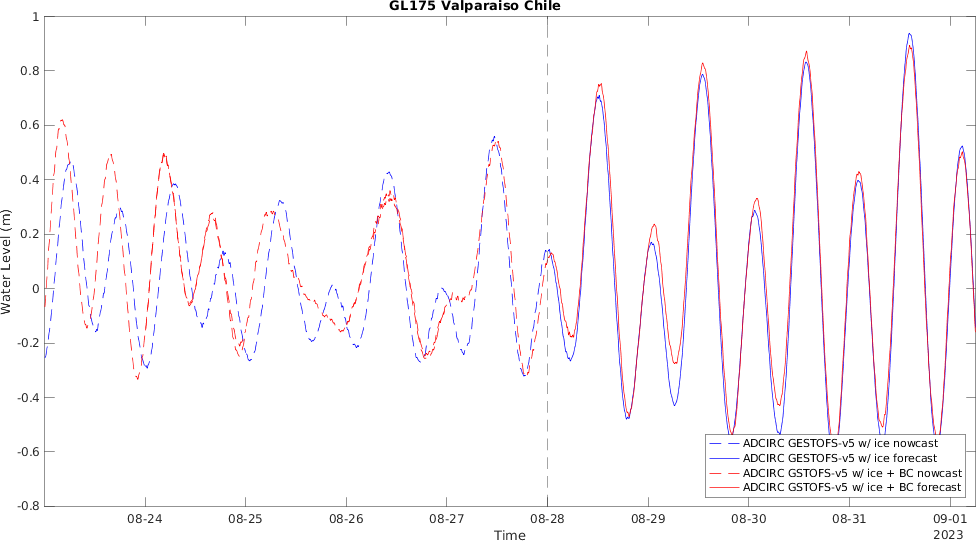 GL175 Valparaiso Chile
1
0.8
0.6
0.4
0.2
0
-0.2
-0.4
-0.6
-0.8
Water Level (m)
ADCIRC GESTOFS-v5 w/ ice nowcast
ADCIRC GESTOFS-v5 w/ ice forecast
ADCIRC GSTOFS-v5 w/ ice + BC nowcast
ADCIRC GSTOFS-v5 w/ ice + BC forecast
08-24 08-25 08-26 08-27 08-28 08-29 08-30 08-31 09-01
2023
Time